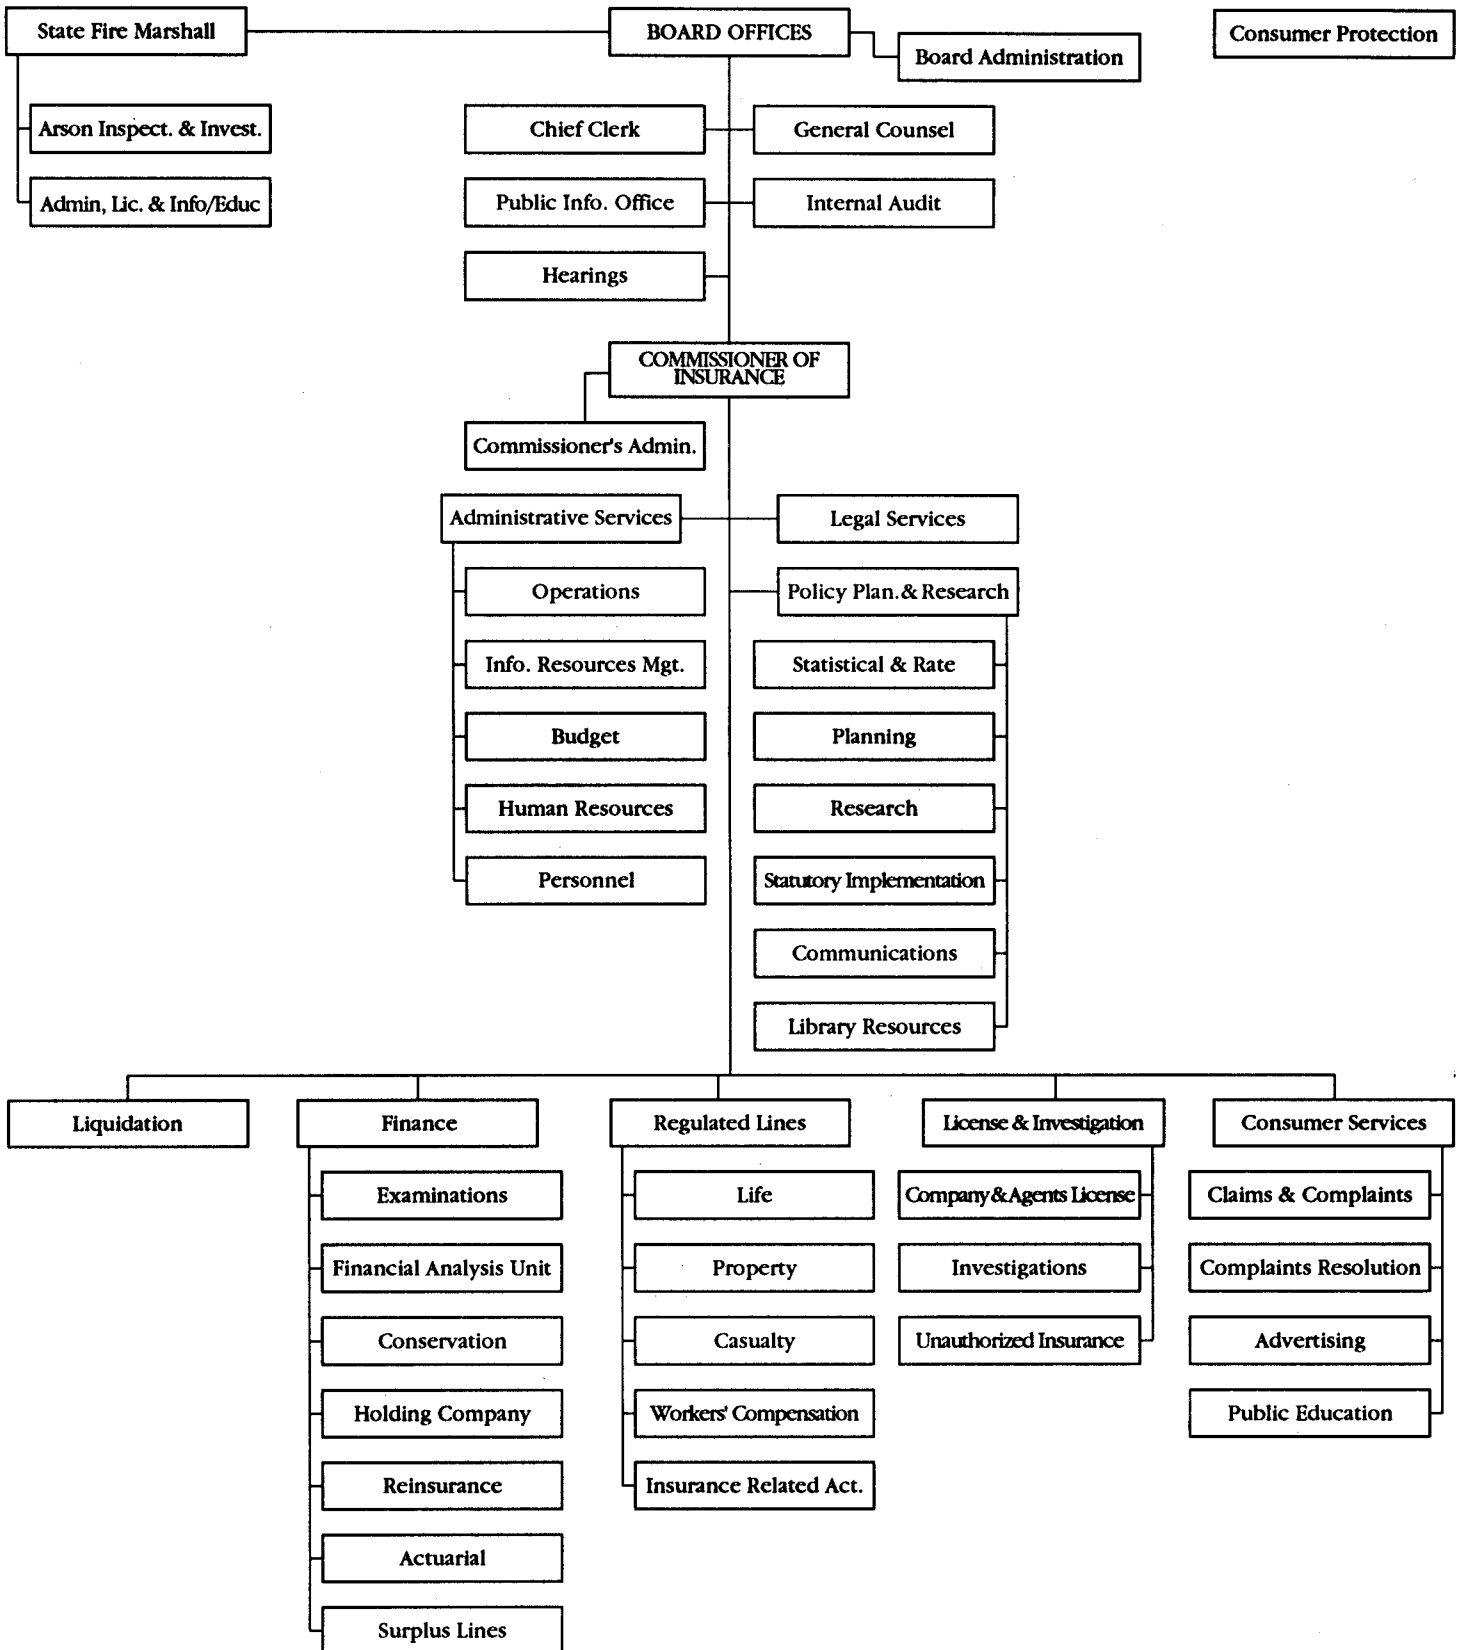 State Fire Marshall
BOARD OFFICES
Consumer Protection
Board Administration
Arson Inspect. & Invest.
Chief Clerk
General Counsel
Admin, Lic. & Info/Educ
Public Info. Office
Internal Audit
Hearings
COMMISSIONER OF
INSURANCE
Commissioner's Admin.
Administrative Services
Legal Services
Operations
Policy Plan. & Research
Info. Resources Mgt.
Statistical & Rate
Budget
Planning
Human Resources
Research
Personnel
Statutory Implementation
Communications
Library Resources
Liquidation
Finance
Regulated Lines
License & Investigation
Consumer Services
Examinations
Life
Company & Agents License
Claims & Complaints
Financial Analysis Unit
Property
Investigations
Complaints Resolution
Conservation
Casualty
Unauthorized Insurance
Advertising
Holding Company
Workers' Compensation
Public Education
Reinsurance
Insurance Related Act.
Actuarial
Surplus Lines